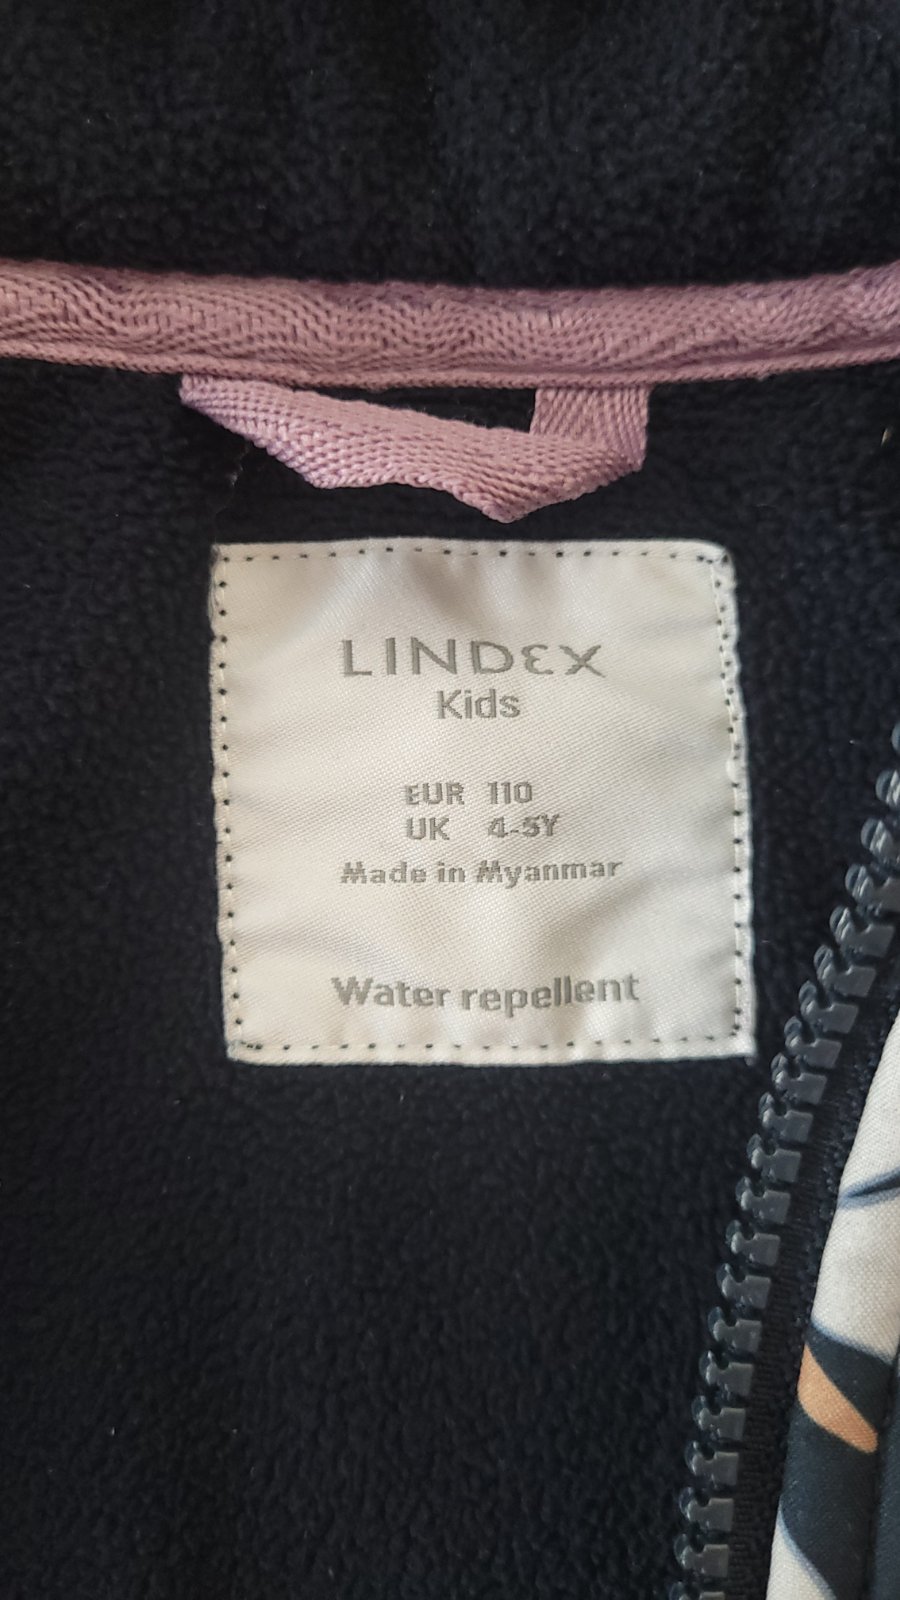 LINDEX
Kids
EUR 110
UK 4-5Y
Made in Myanmar
Water repellent